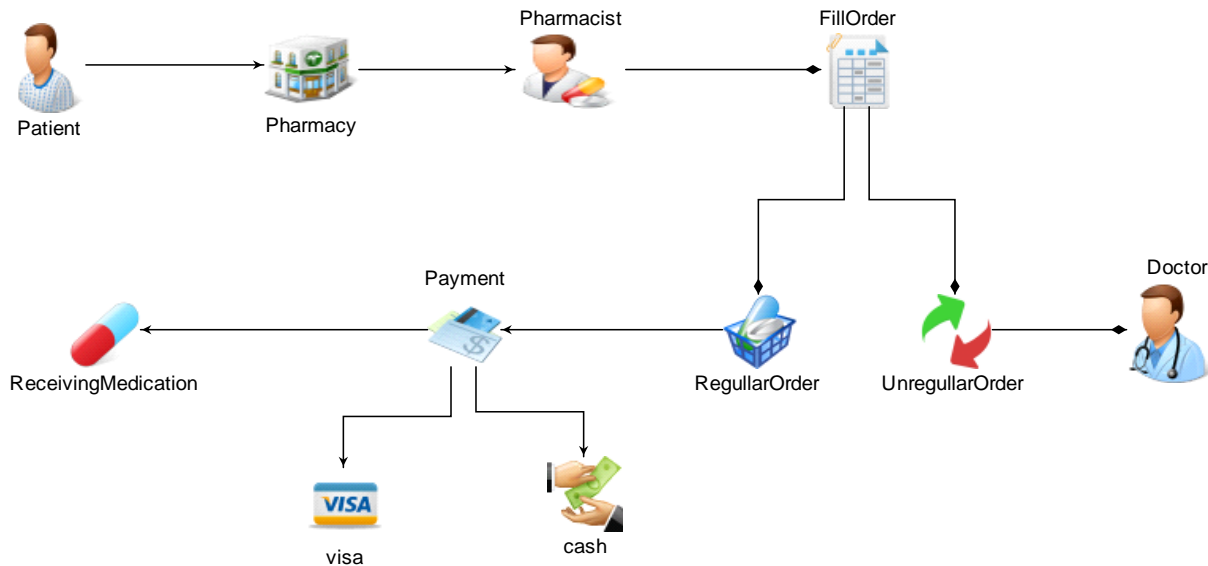 Pharmacist
FillOrder
Patient
Pharmacy
Doctor
Payment
$
ReceivingMedication
RegullarOrder
UnregullarOrder
VISA
visa
cash